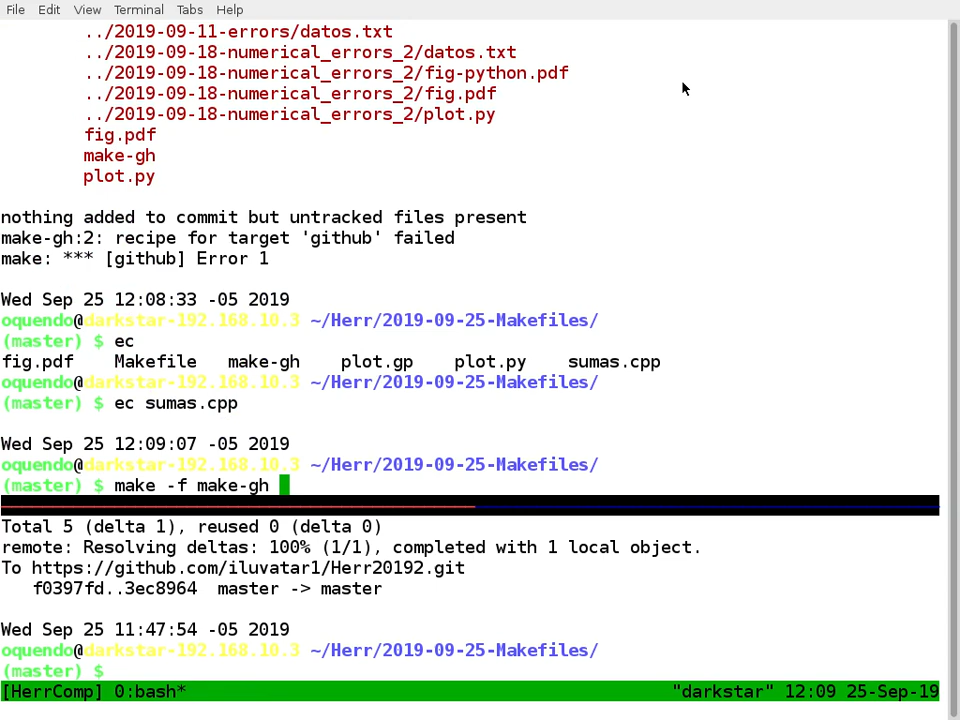 File Edit View Terminal Tabs Help
../2019-09-11-errors/datos.txt
../2019-09-18-numerical_errors_2/datos.txt
../2019-09-18-numerical_errors_2/fig-python.pdf
../2019-09-18-numerical_errors_2/fig.pdf
../2019-09-18-numerical_errors_2/plot.py
fig.pdf
make-gh
plot.py
nothing added to commit but untracked files present
make-gh:2: recipe for target 'github' failed
make: *** [github] Error 1
Wed Sep 25 12:08:33 -05 2019
oquendo@darkstar-192.168.10.3 ~/Herr/2019-09-25-Makefiles/
(master) $ ec
fig.pdf    Makefile   make-gh    plot.gp    plot.py    sumas.cpp
oquendo@darkstar-192.168.10.3 ~/Herr/2019-09-25-Makefiles/
(master) $ ec sumas.cpp
Wed Sep 25 12:09:07 -05 2019
oquendo@darkstar-192.168.10.3 ~/Herr/2019-09-25-Makefiles/
(master) $ make -f make-gh
Total 5 (delta 1), reused 0 (delta 0)
remote: Resolving deltas: 100% (1/1), completed with 1 local object.
To https://github.com/iluvatar1/Herr20192.git
f0397fd..3ec8964  master -> master
Wed Sep 25 11:47:54 -05 2019
oquendo@darkstar-192.168.10.3 ~/Herr/2019-09-25-Makefiles/
(master) $
[HerrComp] 0:bash* "darkstar" 12:09 25-Sep-19